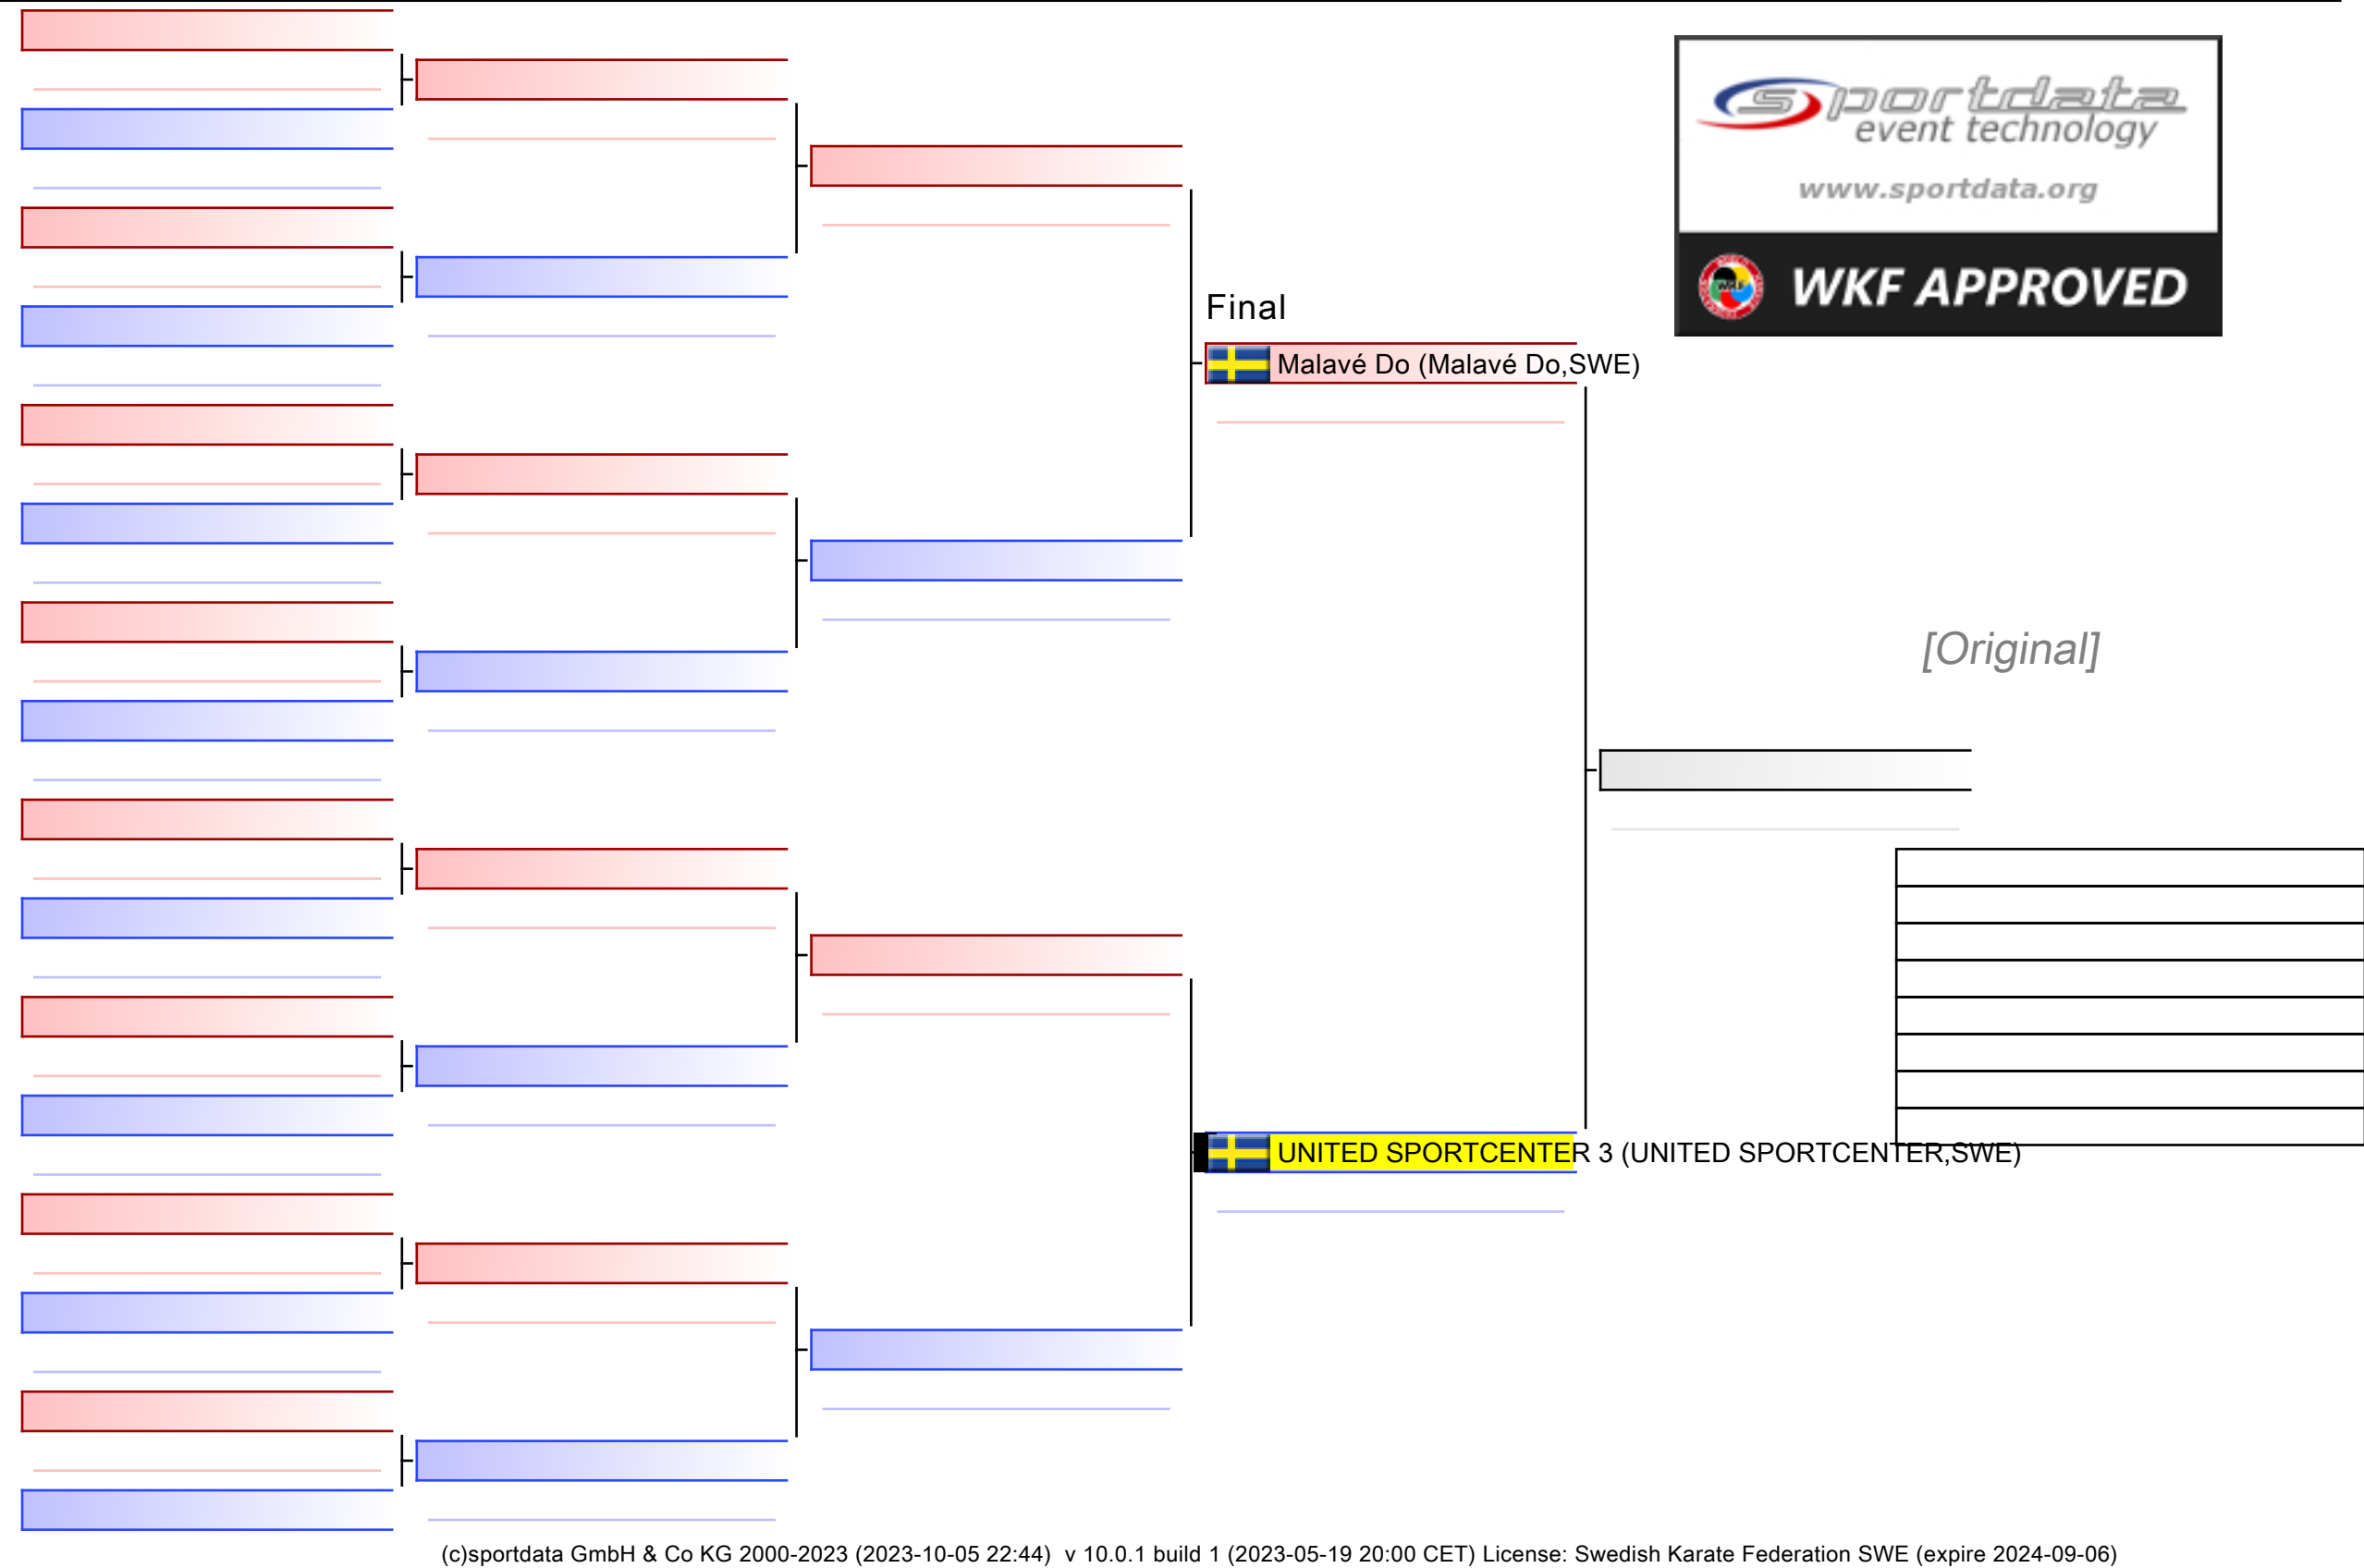 sportdata
event technology
www.sportdata.org
WKF
WKF APPROVED
Final
Malavé Do (Malavé Do,SWE)
[Original]
UNITED SPORTCENTER 3 (UNITED SPORTCENTER,SWE)
(c)sportdata GmbH & Co KG 2000-2023 (2023-10-05 22:44)  v 10.0.1 build 1 (2023-05-19 20:00 CET) License: Swedish Karate Federation SWE (expire 2024-09-06)